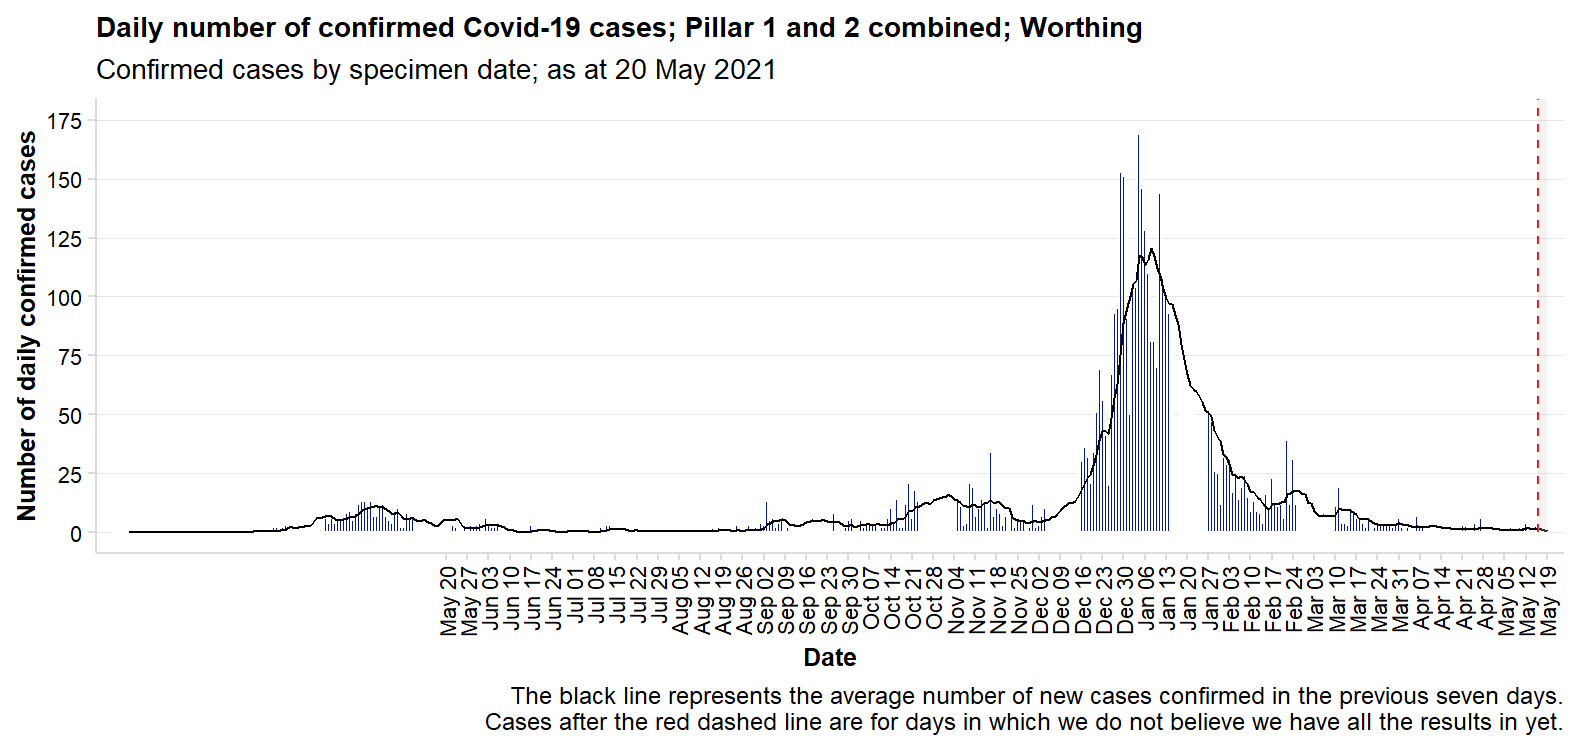 Daily number of confirmed Covid-19 cases; Pillar 1 and 2 combined; Worthing
Confirmed cases by specimen date; as at 20 May 2021
Number of daily confirmed cases
175
150
125
100
75
50
25
0
May 20
May 27
Jun 03
Jun 10
Jun 17
Jun 24
Jul 01
Jul 08
Jul 15
Jul 22
Jul 29
Aug 05
Aug 12
Aug 19
Aug 26
Sep 02
Sep 09
Sep 16
Sep 23
Sep 30
Oct 07
Oct 14
Oct 21
Oct 28
Nov 04
Nov 11
Nov 18
Nov 25
Dec 02
Dec 09
Dec 16
Dec 23
Dec 30
Jan 06
Jan 13
Jan 20
Jan 27
Feb 03
Feb 10
Feb 17
Feb 24
Mar 03
Mar 10
Mar 17
Mar 24
Mar 31
Apr 07
Apr 14
Apr 21
Apr 28
May 05
May 12
May 19
Date
The black line represents the average number of new cases confirmed in the previous seven days.
Cases after the red dashed line are for days in which we do not believe we have all the results in yet.